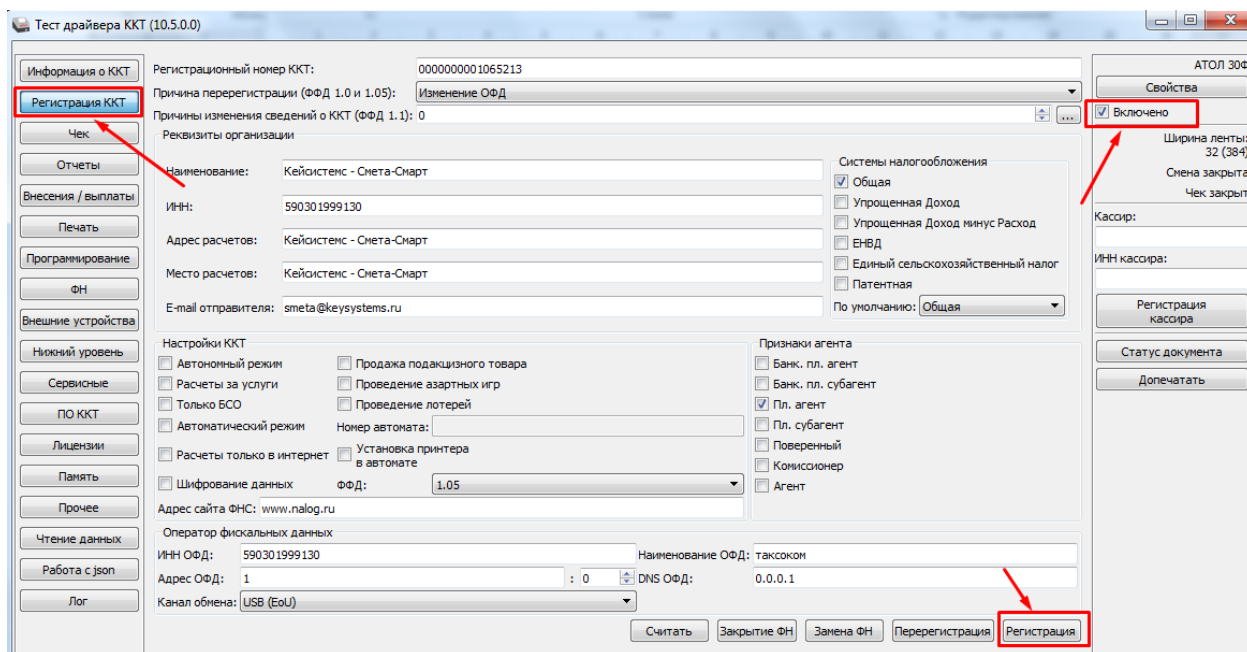 Тест драйвера ККТ (10.5.0.0)
Информация о ККТ
Регистрация ККТ
Чек
Отчеты
Внесения / выплаты
Печать
Программирование
ФН
Внешние устройства
Нижний уровень
Сервисные
ПО ККТ
Лицензии
Память
Прочее
Чтение данных
Работа с json
Лог
Регистрационный номер ККТ: 0000000001065213
Причина перерегистрации (ФФД 1.0 и 1.05): Изменение ОФД
Причины изменения сведений о ККТ (ФФД 1.1): 0 ...
Реквизиты организации
Наименование: Кейсистемс - Смета-Смарт
ИНН: 590301999130
Адрес расчетов: Кейсистемс - Смета-Смарт
Место расчетов: Кейсистемс - Смета-Смарт
E-mail отправителя: smeta@keysystems.ru
Системы налогообложения
Общая
Упрощенная Доход
Упрощенная Доход минус Расход
ЕНВД
Единый сельскохозяйственный налог
Патентная
По умолчанию: Общая
Настройки ККТ
Автономный режим
Продажа подакцизного товара
Расчеты за услуги
Проведение азартных игр
Только БСО
Проведение лотерей
Автоматический режим
Номер автомата:
Расчеты только в интернет
Установка принтера
в автомате
Шифрование данных
ФФД: 1.05
Адрес сайта ФНС: www.nalog.ru
Признаки агента
Банк. пл. агент
Банк. пл. субагент
Пл. агент
Пл. субагент
Поверенный
Комиссионер
Агент
Оператор фискальных данных
ИНН ОФД: 590301999130
Наименование ОФД: таксоком
Адрес ОФД: 1 : 0
DNS ОФД: 0.0.0.1
Канал обмена: USB (EoU)
Считать
Закрытие ФН
Замена ФН
Перерегистрация
Регистрация
АТОЛ 30Ф
Свойства
Включено
Ширина ленты:
32 (384)
Смена закрыта
Чек закрыт
Кассир:
ИНН кассира:
Регистрация
кассира
Статус документа
Допечатать